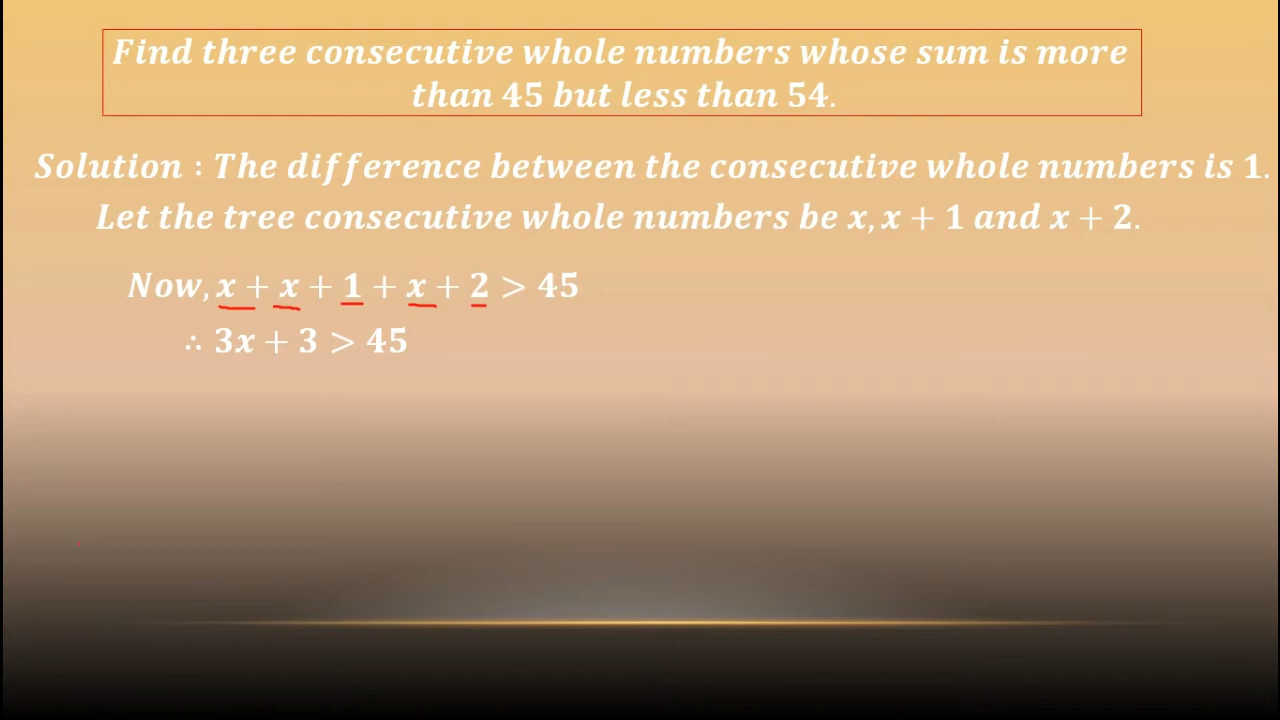 Find three consecutive whole numbers whose sum is more
than 45 but less than 54.
Solution : The difference between the consecutive whole numbers is 1.
Let the tree consecutive whole numbers be x, x + 1 and x + 2.
Now, x + x + 1 + x + 2 > 45
∴ 3x + 3 > 45